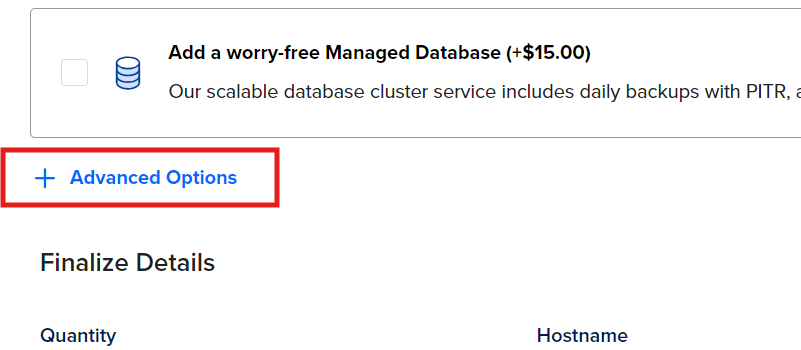 Add a worry-free Managed Database (+$15.00)
Our scalable database cluster service includes daily backups with PITR,
Advanced Options
Finalize Details
Quantity
Hostname